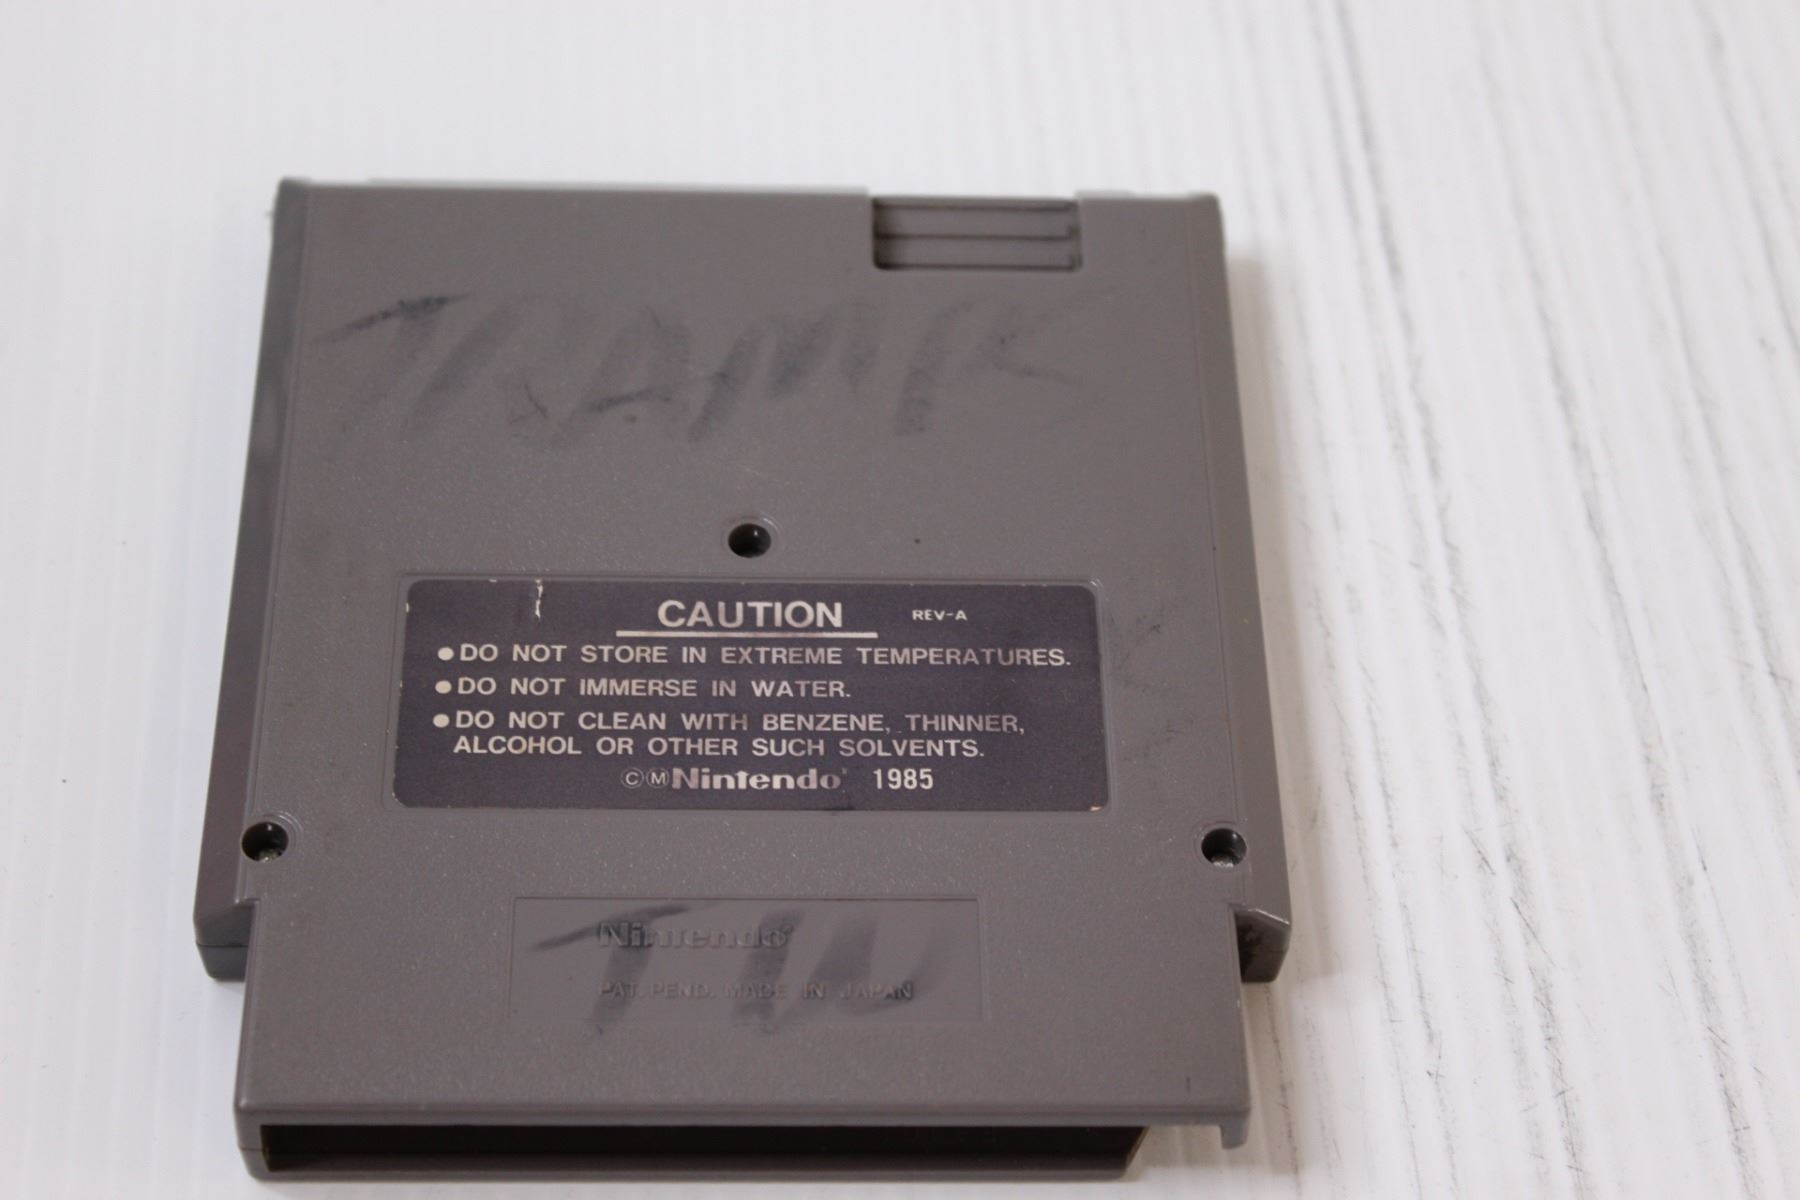 CAUTION REV-A
●DO NOT STORE IN EXTREME TEMPERATURES.
●DO NOT IMMERSE IN WATER.
●DO NOT CLEAN WITH BENZENE, THINNER,
ALCOHOL OR OTHER SUCH SOLVENTS.
©Ⓜ Nintendo 1985
Nintendo®
PAT. PEND. MADE IN JAPAN